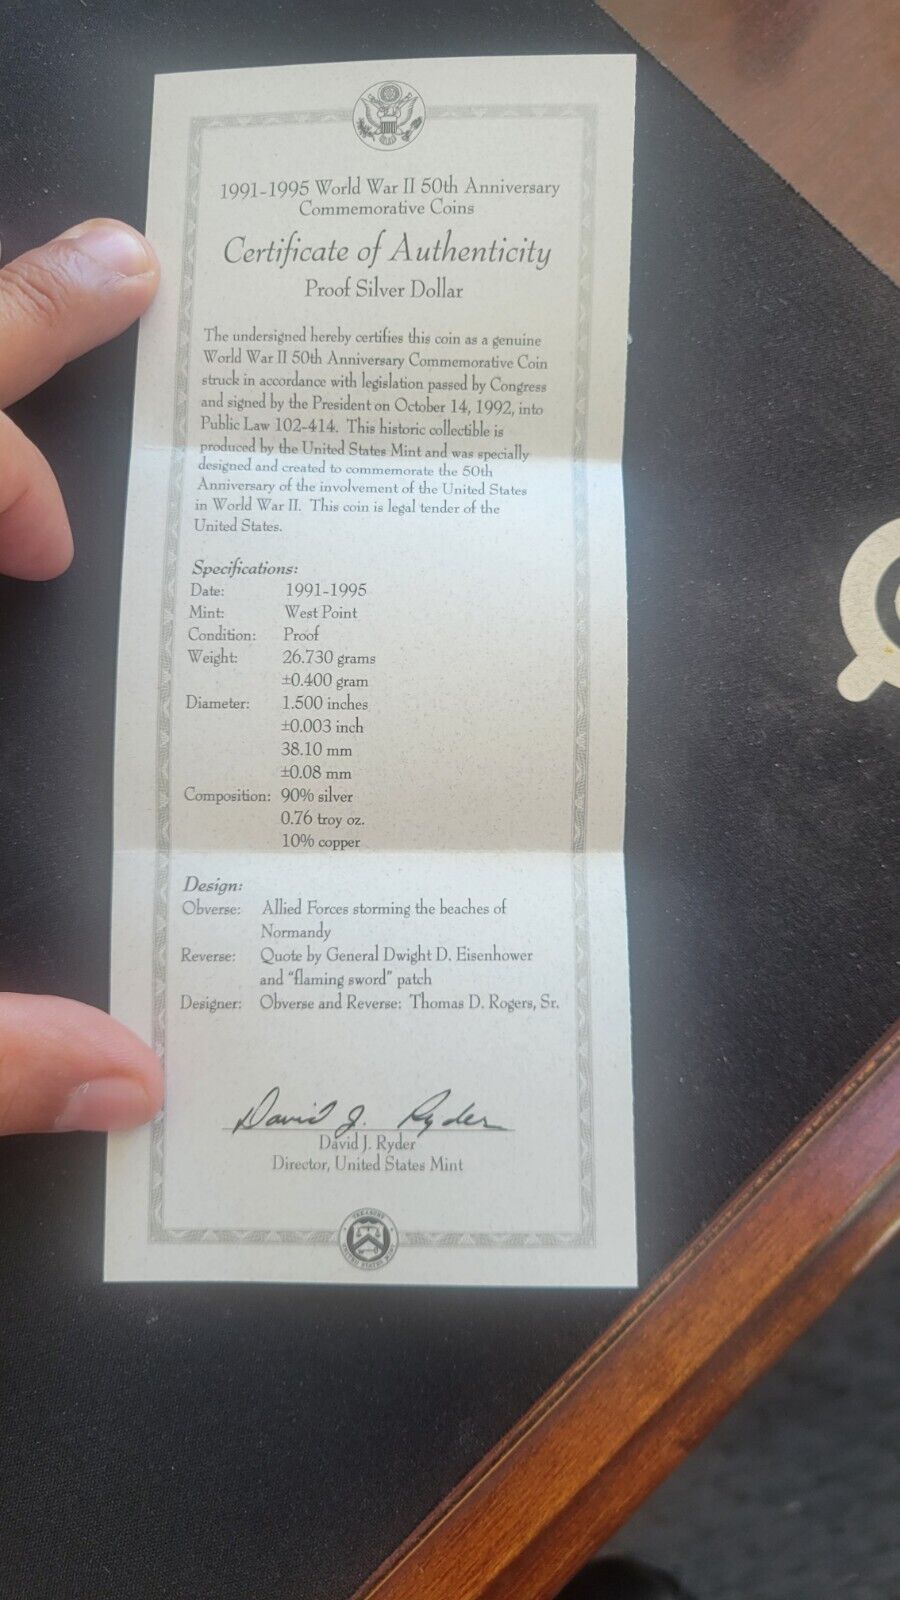 1991-1995 World War II 50th Anniversary
Commemorative Coins
Certificate of Authenticity
Proof Silver Dollar
The undersigned hereby certifies this coin as a genuine
World War II 50th Anniversary Commemorative Coin
struck in accordance with legislation passed by Congress
and signed by the President on October 14, 1992, into
Public Law 102-414. This historic collectible is
produced by the United States Mint and was specially
designed and created to commemorate the 50th
Anniversary of the involvement of the United States
in World War II. This coin is legal tender of the
United States.
Specifications:
Date: 1991-1995
Mint: West Point
Condition: Proof
Weight: 26.730 grams
±0.400 gram
Diameter: 1.500 inches
±0.003 inch
38.10 mm
±0.08 mm
Composition: 90% silver
0.76 troy oz.
10% copper
Design:
Obverse: Allied Forces storming the beaches of
Normandy
Reverse: Quote by General Dwight D. Eisenhower
and “flaming sword” patch
Designer: Obverse and Reverse: Thomas D. Rogers, Sr.
David J. Ryder
David J. Ryder
Director, United States Mint
TREASURY
UNITED STATES MINT